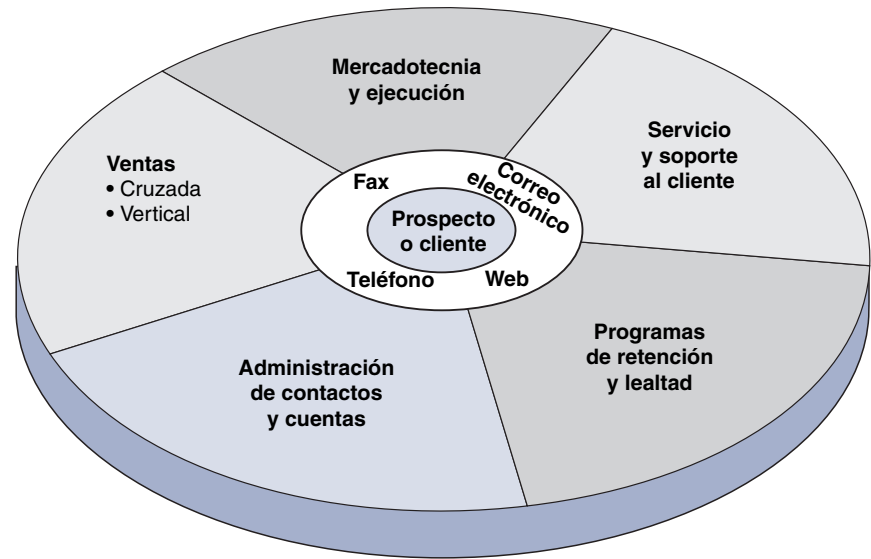 Mercadotecnia
y ejecución
Servicio
y soporte
al cliente
Ventas
• Cruzada
• Vertical
Fax
Correo
electrónico
Prospecto
o cliente
Teléfono
Web
Programas
de retención
y lealtad
Administración
de contactos
y cuentas